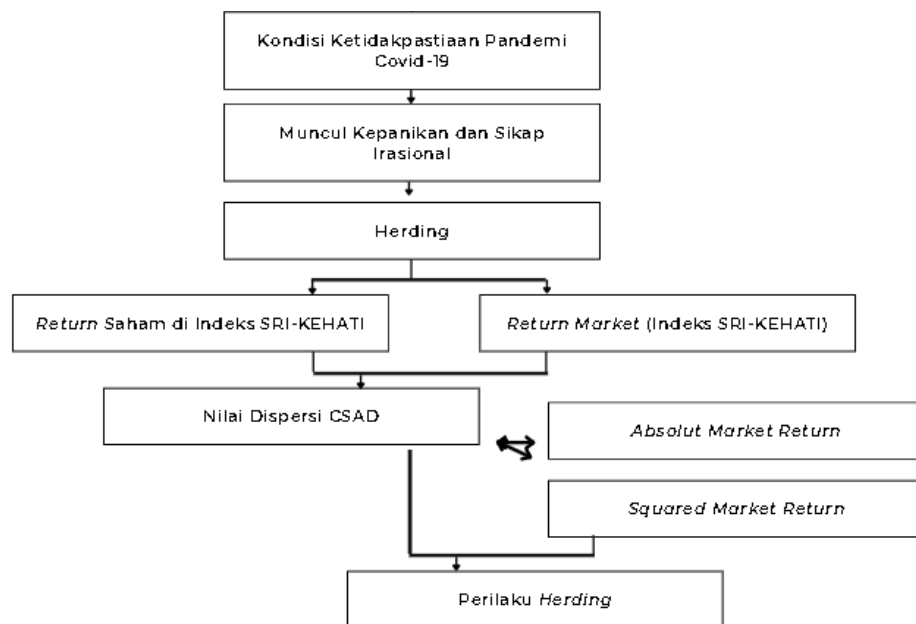 Kondisi Ketidakpastiaan Pandemi
Covid-19
Muncul Kepanikan dan Sikap
Irasional
Herding
Return Saham di Indeks SRI-KEHATI
Return Market (Indeks SRI-KEHATI)
Nilai Dispersi CSAD
Absolut Market Return
Squared Market Return
Perilaku Herding